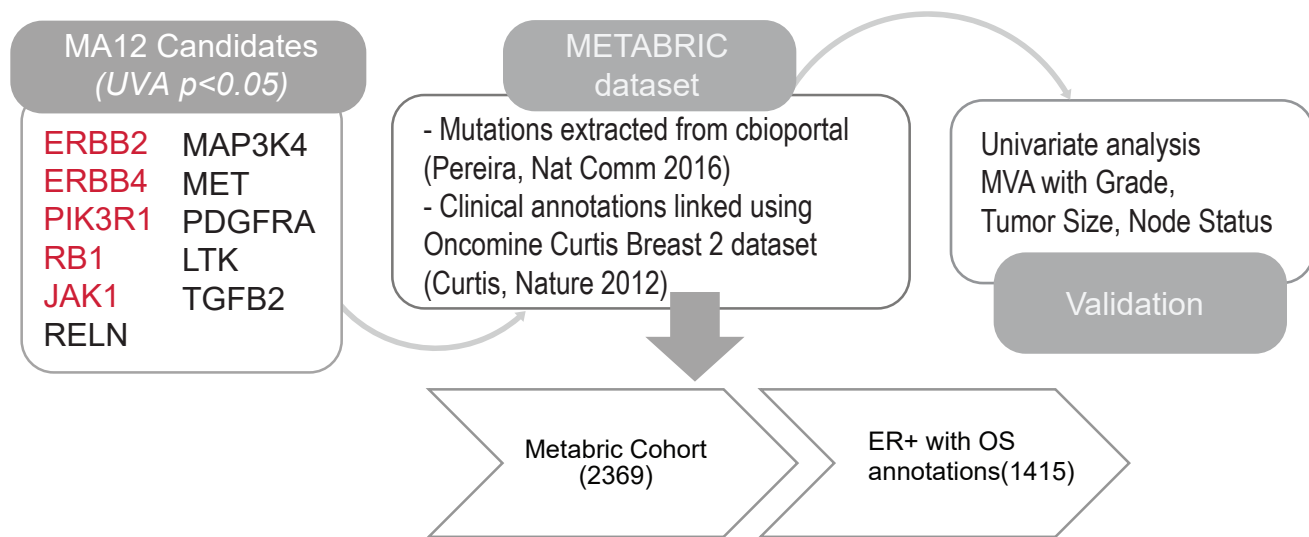 MA12 Candidates
(UVA p<0.05)
ERBB2
ERBB4
PIK3R1
RB1
JAK1
RELN
MAP3K4
MET
PDGFRA
LTK
TGFB2
METABRIC
dataset
- Mutations extracted from cbioportal
(Pereira, Nat Comm 2016)
- Clinical annotations linked using
Oncomine Curtis Breast 2 dataset
(Curtis, Nature 2012)
Univariate analysis
MVA with Grade,
Tumor Size, Node Status
Validation
Metabric Cohort
(2369)
ER+ with OS
annotations(1415)